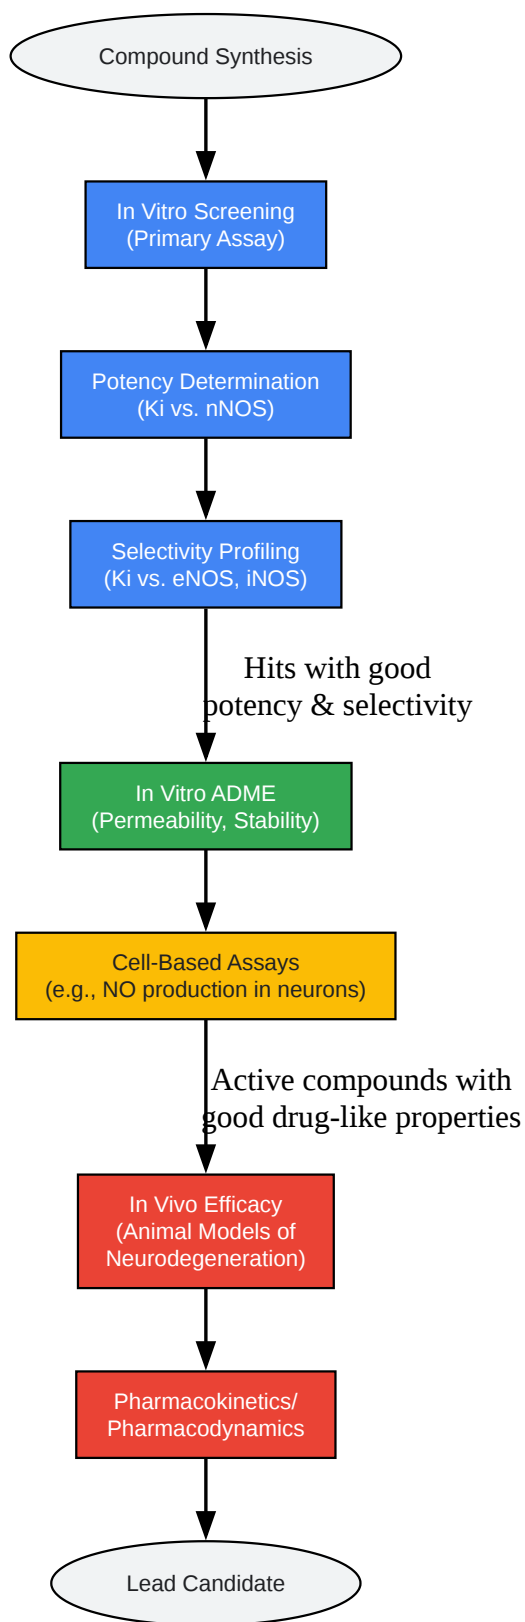 Compound Synthesis
In Vitro Screening
(Primary Assay)
Potency Determination
(Ki vs. nNOS)
Selectivity Profiling
(Ki vs. eNOS, iNOS)
Hits with good
potency & selectivity
In Vitro ADME
(Permeability, Stability)
Cell-Based Assays
(e.g., NO production in neurons)
Active compounds with
good drug-like properties
In Vivo Efficacy
(Animal Models of
Neurodegeneration)
Pharmacokinetics/
Pharmacodynamics
Lead Candidate